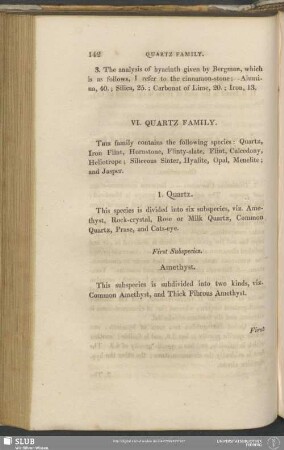 142 QUARTZ FAMILY.
3. The analysis of hyacinth given by Bergman, which
is as follows, I refer to the cinnamon-stone; Alumi-
na, 40.; Silica, 25.; Carbonat of Lime, 20.; Iron, 13.
VI. QUARTZ FAMILY.
THIS family contains the following species: Quartz,
Iron Flint, Hornstone, Flinty-slate, Flint, Calcedony,
Heliotrope; Siliceous Sinter, Hyalite, Opal, Menelite;
and Jasper.
1. Quartz.
This species is divided into six subspecies, viz. Ame-
thyst, Rock-crystal, Rose or Milk Quartz, Common
Quartz, Prase, and Cats-eye.
First Subspecies.
Amethyst.
This subspecies is subdivided into two kinds, viz.
Common Amethyst, and Thick Fibrous Amethyst.
First
SLUB
Wir führen Wissen.